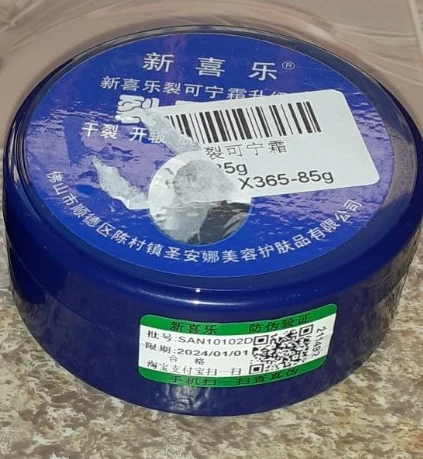 新喜乐®
新喜乐裂可宁霜升级
干裂 开
裂可宁霜
85g
X365-85g
佛山市顺德区陈村镇圣安娜美容护肤品有限公司
新喜乐 防伪验证
批号:SAN10102D
限期:2024/01/01
合格
淘宝支付宝扫一扫
手机扫一扫查真伪